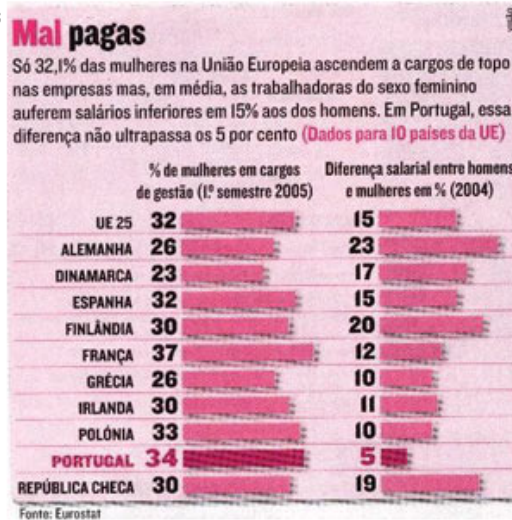 Mal pagas
Só 32,1% das mulheres na União Europeia ascendem a cargos de topo
nas empresas mas, em média, as trabalhadoras do sexo feminino
auferem salários inferiores em 15% aos dos homens. Em Portugal, essa
diferença não ultrapassa os 5 por cento (Dados para 10 países da UE)
% de mulheres em cargos
de gestão (1.º semestre 2005)
Diferença salarial entre homens
e mulheres em % (2004)
UE 25 32 15
ALEMANHA 26 23
DINAMARCA 23 17
ESPANHA 32 15
FINLÂNDIA 30 20
FRANÇA 37 12
GRÉCIA 26 10
IRLANDA 30 11
POLÓNIA 33 10
PORTUGAL 34 5
REPÚBLICA CHECA 30 19
Fonte: Eurostat